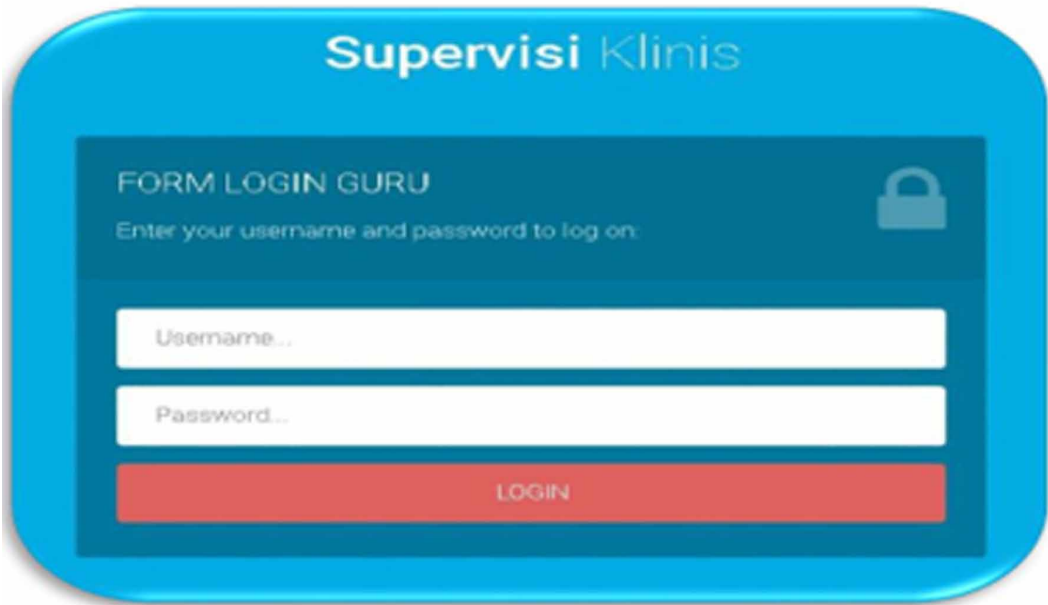 Supervisi Klinis
FORM LOGIN GURU
Enter your username and password to log on:
Username...
Password...
LOGIN